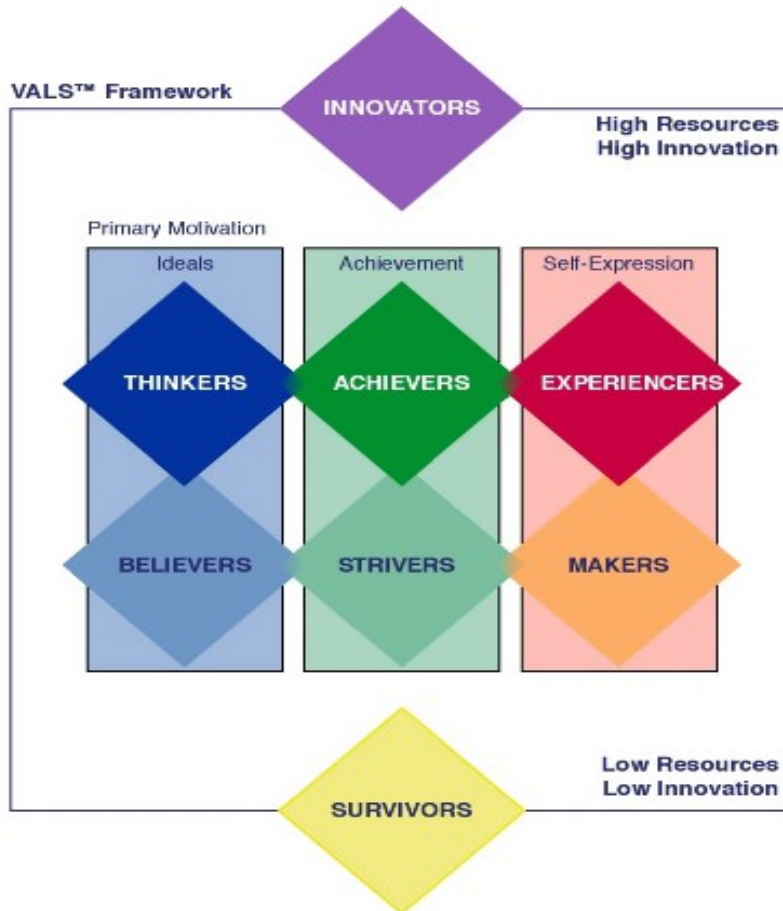 VALS™ Framework
INNOVATORS
High Resources
High Innovation
Primary Motivation
Ideals
Achievement
Self-Expression
THINKERS
ACHIEVERS
EXPERIENCERS
BELIEVERS
STRIVERS
MAKERS
Low Resources
Low Innovation
SURVIVORS